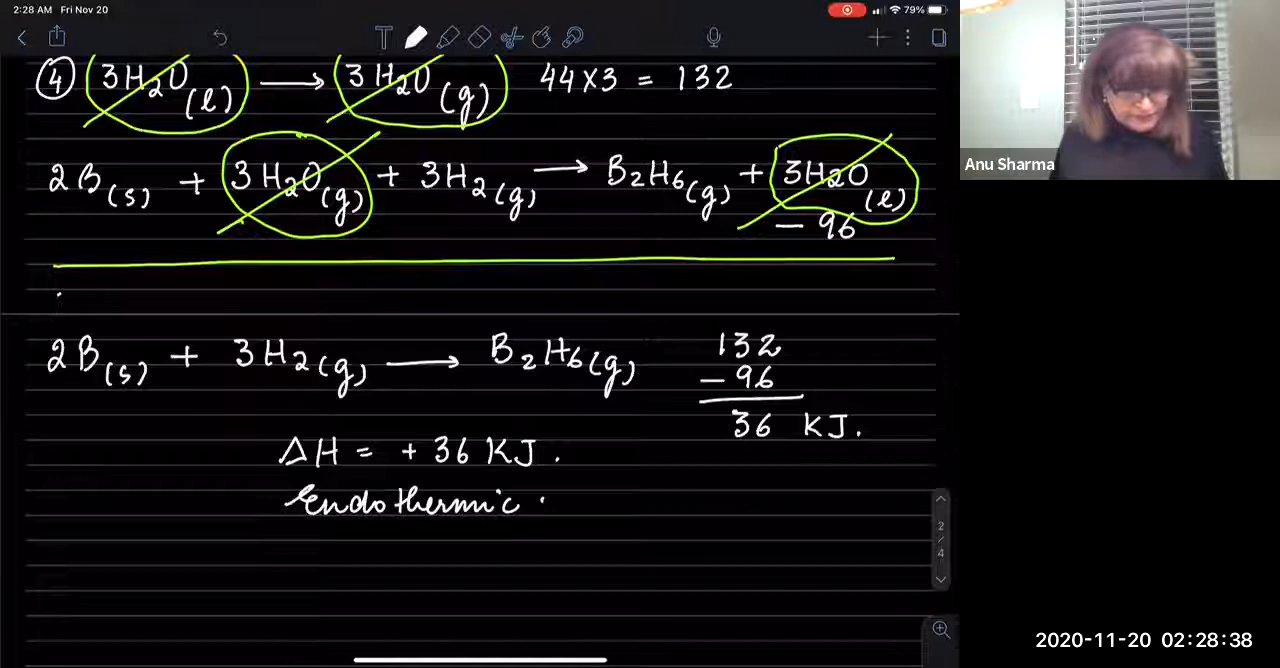 2:28 AM Fri Nov 20
79%
④ 3H2O(l) ⟶ 3H2O(g) 44×3 = 132
2B(s) + 3H2O(g) + 3H2(g) ⟶ B2H6(g) + 3H2O(l)
- 96
2B(s) + 3H2(g) ⟶ B2H6(g)
132
- 96
36 KJ.
ΔH = + 36 KJ.
Endothermic.
Anu Sharma
2
/
4
2020-11-20 02:28:38